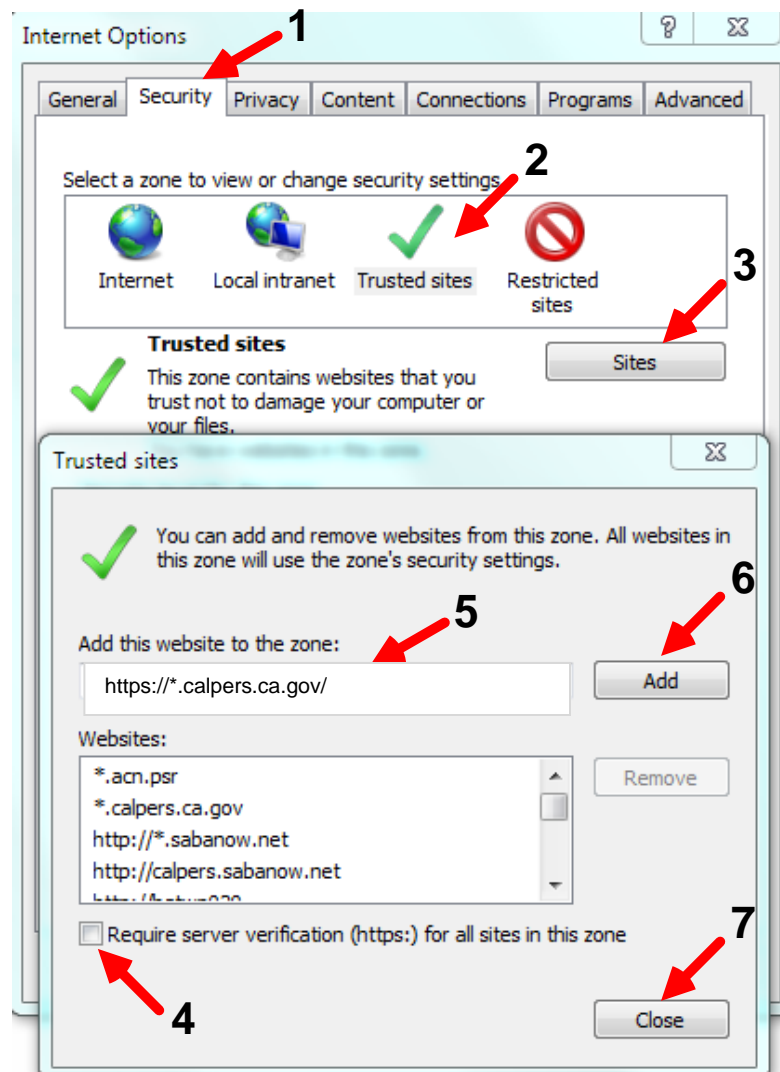 Internet Options
1
General Security Privacy Content Connections Programs Advanced
2
Select a zone to view or change security settings.
Internet Local intranet Trusted sites Restricted
sites
3
Trusted sites
Sites
This zone contains websites that you
trust not to damage your computer or
your files.
Trusted sites
You can add and remove websites from this zone. All websites in
this zone will use the zone's security settings.
6
5
Add this website to the zone:
https://*.calpers.ca.gov/
Add
Websites:
*.acn.psr
*.calpers.ca.gov
http://*.sabanow.net
http://calpers.sabanow.net
Remove
Require server verification (https:) for all sites in this zone
7
4
Close